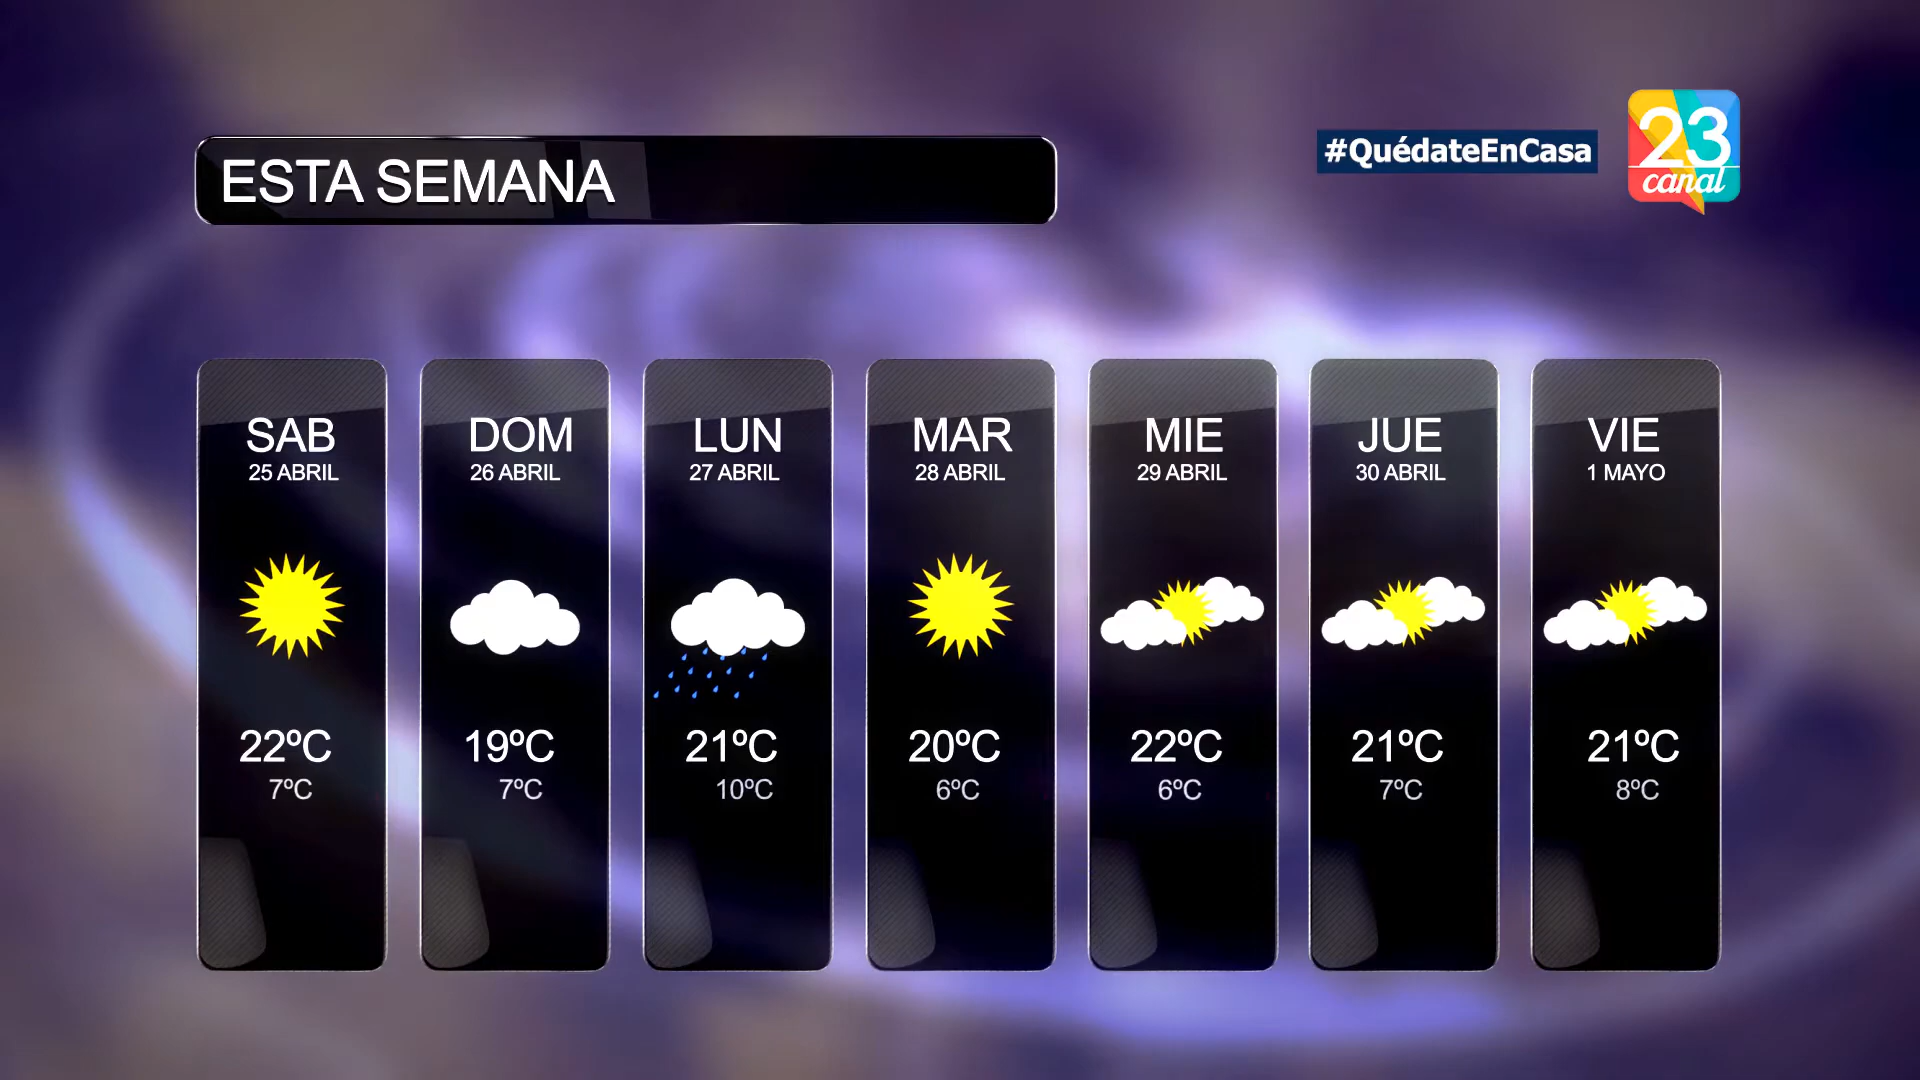 ESTA SEMANA
#QuédateEnCasa
23
canal
SAB
25 ABRIL
22ºC
7ºC
DOM
26 ABRIL
19ºC
7ºC
LUN
27 ABRIL
21ºC
10ºC
MAR
28 ABRIL
20ºC
6ºC
MIE
29 ABRIL
22ºC
6ºC
JUE
30 ABRIL
21ºC
7ºC
VIE
1 MAYO
21ºC
8ºC